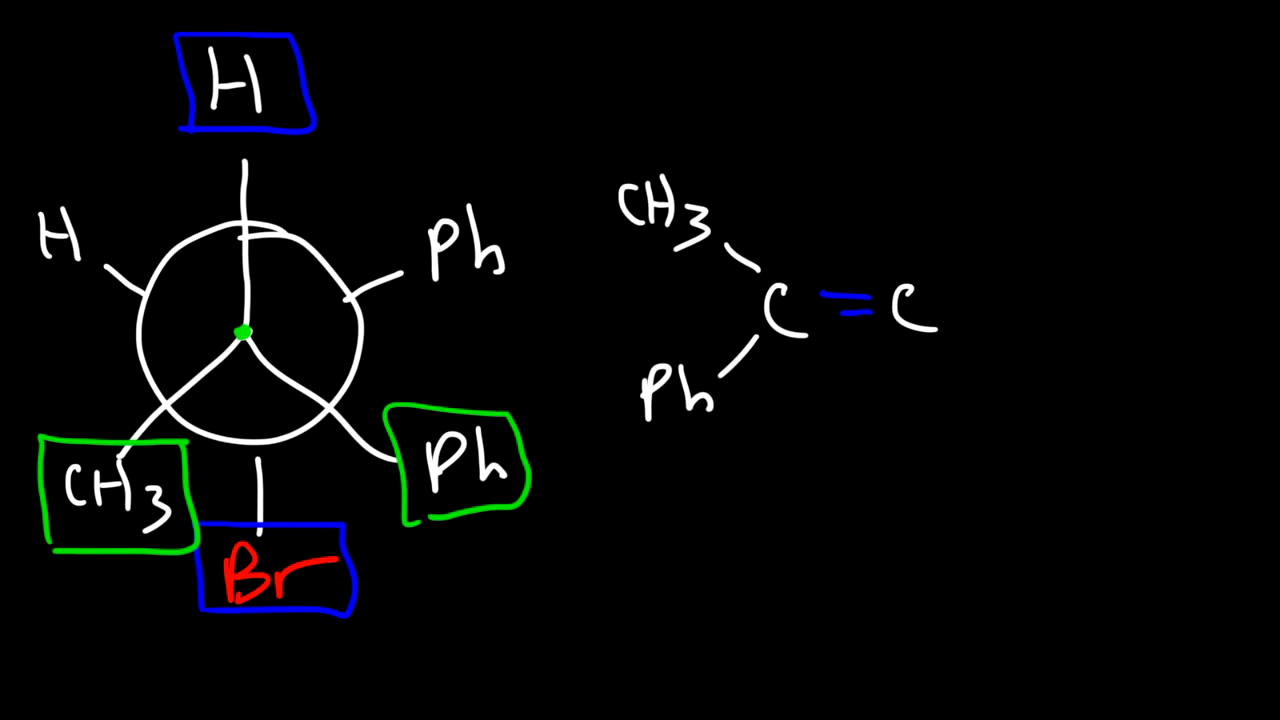 H
H Ph
CH3
C = C
Ph
CH3 Ph
Br